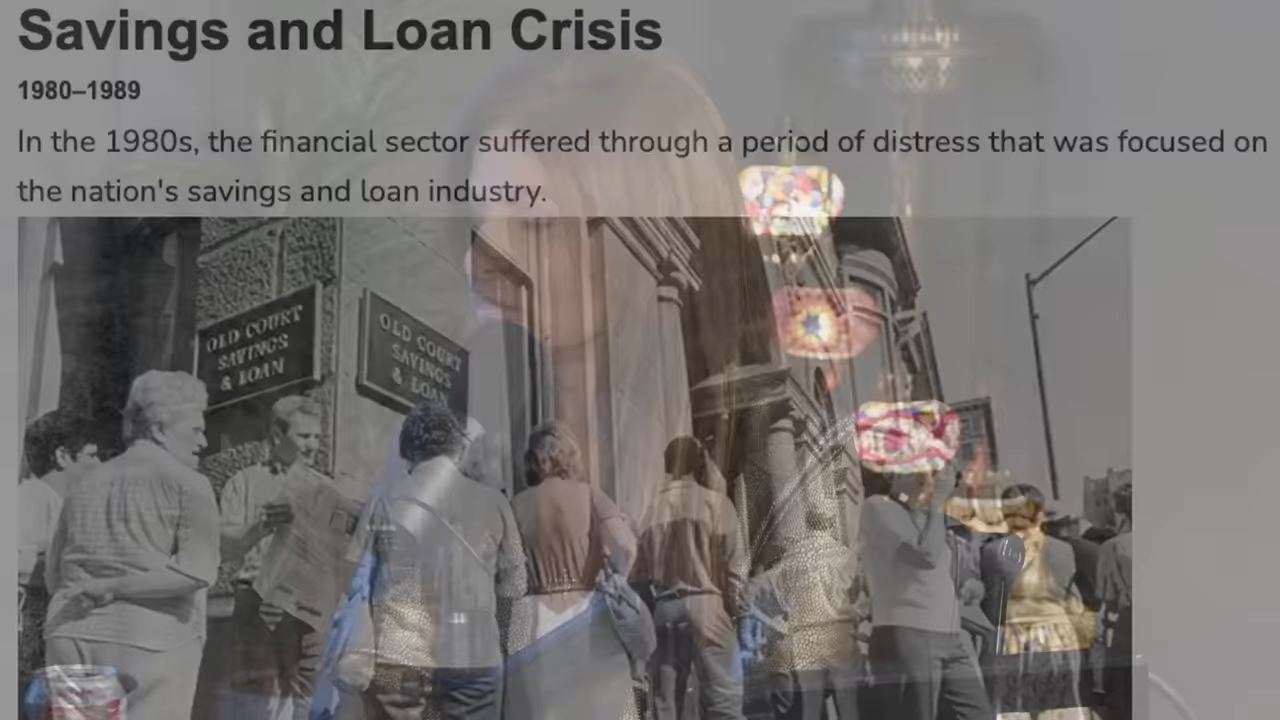 Savings and Loan Crisis
1980–1989
In the 1980s, the financial sector suffered through a period of distress that was focused on
the nation's savings and loan industry.
OLD COURT
SAVINGS
& LOAN
OLD COURT
SAVINGS
& LOAN